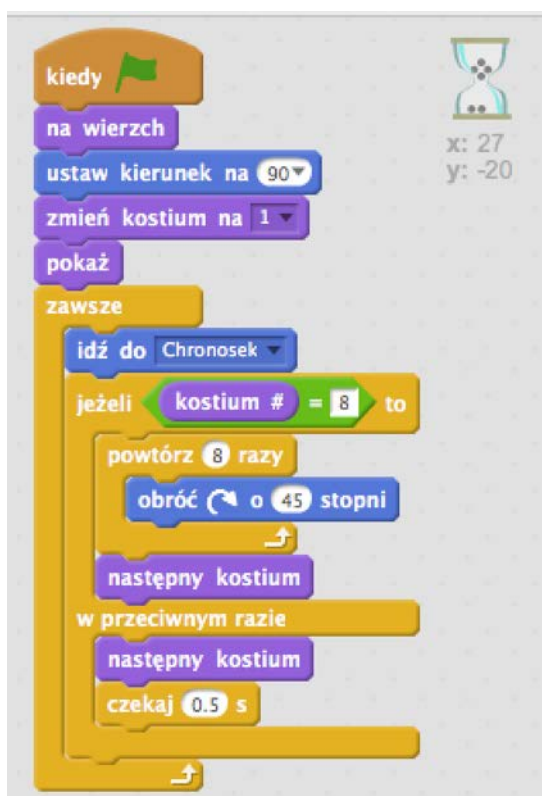 kiedy
na wierzch
ustaw kierunek na 90
zmień kostium na 1
pokaż
zawsze
idź do Chronosek
jeżeli kostium # = 8 to
powtórz 8 razy
obróć o 45 stopni
następny kostium
w przeciwnym razie
następny kostium
czekaj 0.5 s
x: 27
y: -20